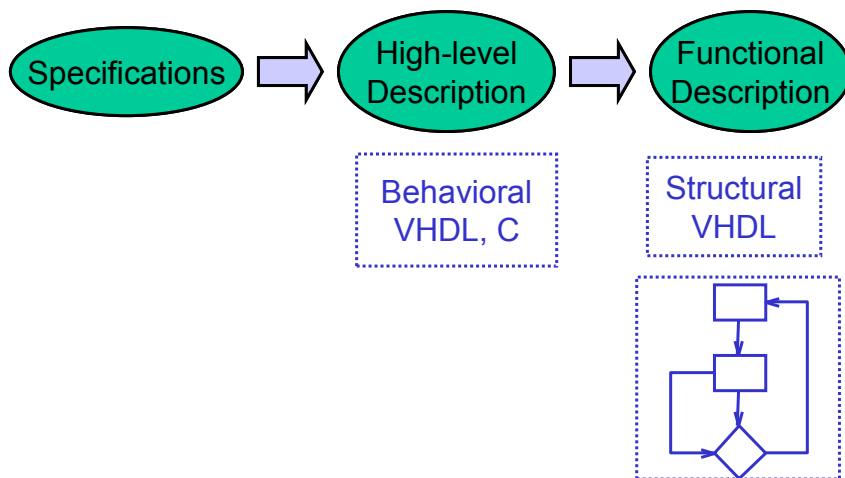 Specifications
High-level
Description
Functional
Description
Behavioral
VHDL, C
Structural
VHDL